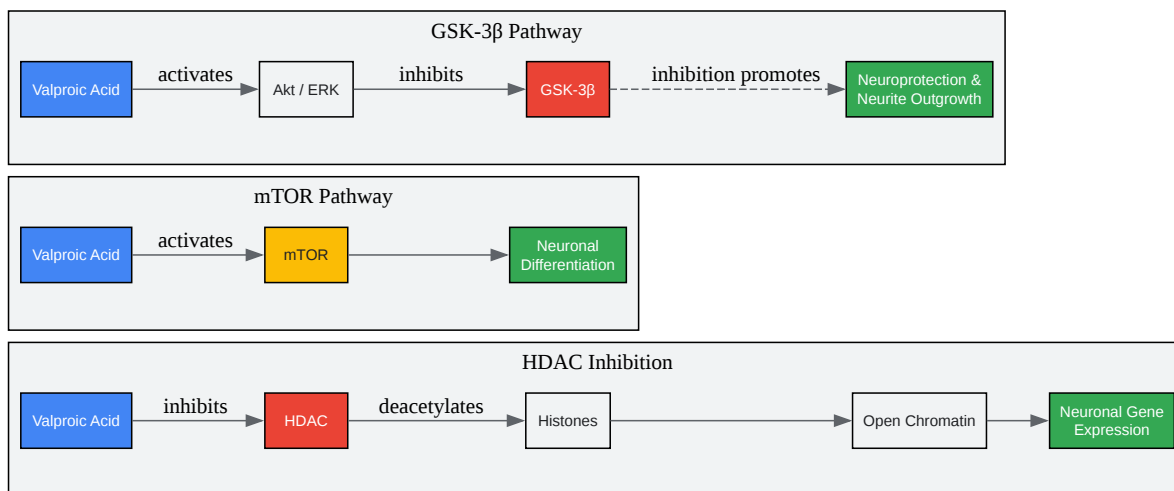 GSK-3β Pathway
Valproic Acid
activates
Akt / ERK
inhibits
GSK-3β
inhibition promotes
Neuroprotection &
Neurite Outgrowth
mTOR Pathway
Valproic Acid
activates
mTOR
Neuronal
Differentiation
HDAC Inhibition
Valproic Acid
inhibits
HDAC
deacetylates
Histones
Open Chromatin
Neuronal Gene
Expression